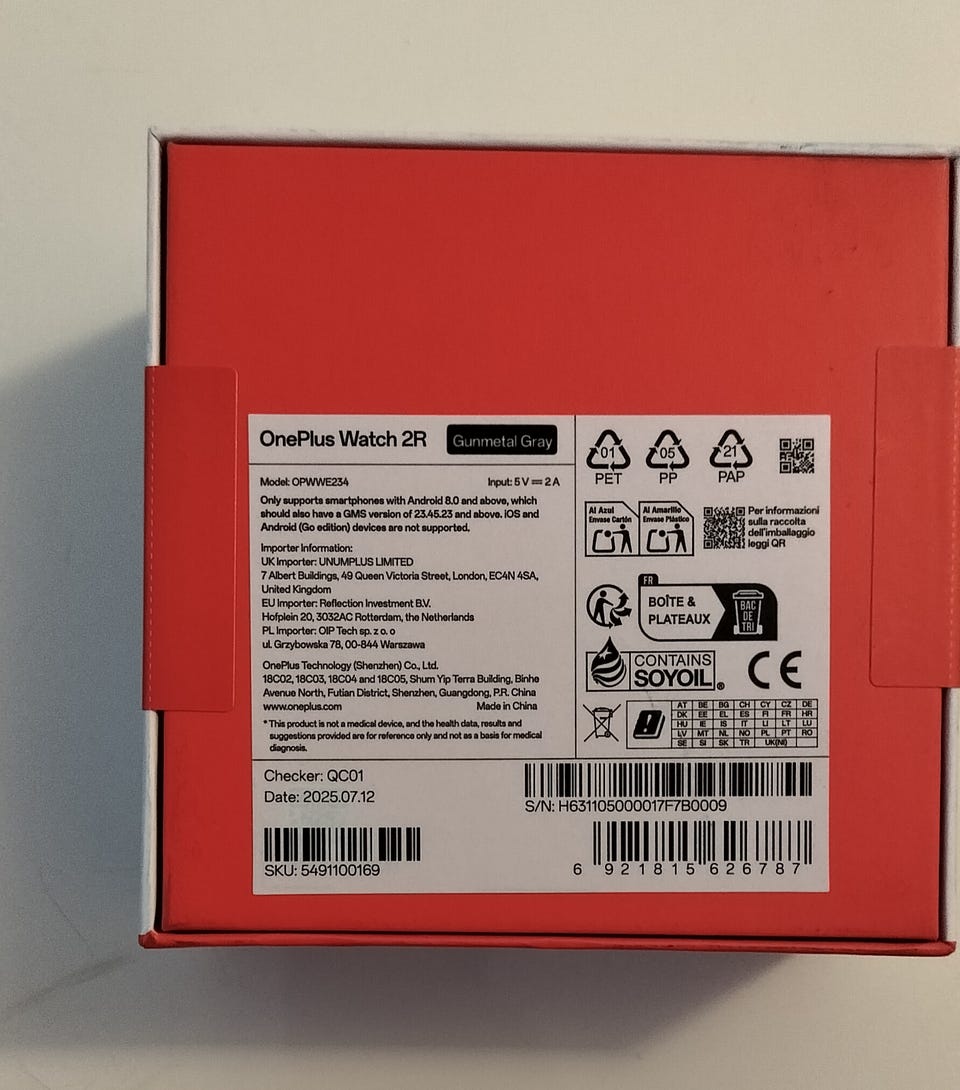 OnePlus Watch 2R
Gunmetal Gray
Model: OPWWE234
Input: 5 V ⎓ 2 A
Only supports smartphones with Android 8.0 and above, which
should also have a GMS version of 23.45.23 and above. iOS and
Android (Go edition) devices are not supported.
Importer Information:
UK Importer: UNUMPLUS LIMITED
7 Albert Buildings, 49 Queen Victoria Street, London, EC4N 4SA,
United Kingdom
EU Importer: Reflection Investment B.V.
Hofplein 20, 3032AC Rotterdam, the Netherlands
PL Importer: OIP Tech sp. z o. o
ul. Grzybowska 78, 00-844 Warszawa
OnePlus Technology (Shenzhen) Co., Ltd.
18C02, 18C03, 18C04 and 18C05, Shum Yip Terra Building, Binhe
Avenue North, Futian District, Shenzhen, Guangdong, P.R. China
www.oneplus.com
Made in China
* This product is not a medical device, and the health data, results and
suggestions provided are for reference only and not as a basis for medical
diagnosis.
01
PET
05
PP
21
PAP
Al Azul
Envase Cartón
Al Amarillo
Envase Plástico
Per informazioni
sulla raccolta
dell'imballaggio
leggi QR
FR
BOÎTE &
PLATEAUX
BAC
DE
TRI
CONTAINS
SOYOIL®
CE
AT BE BG CH CY CZ DE
DK EE EL ES FI FR HR
HU IE IS IT LI LT LU
LV MT NL NO PL PT RO
SE SI SK TR UK(NI)
Checker: QC01
Date: 2025.07.12
S/N: H631105000017F7B0009
SKU: 5491100169
6 921815 626787